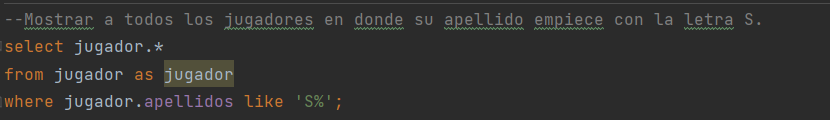 --Mostrar a todos los jugadores en donde su apellido empiece con la letra S.
select jugador.*
from jugador as jugador
where jugador.apellidos like 'S%';